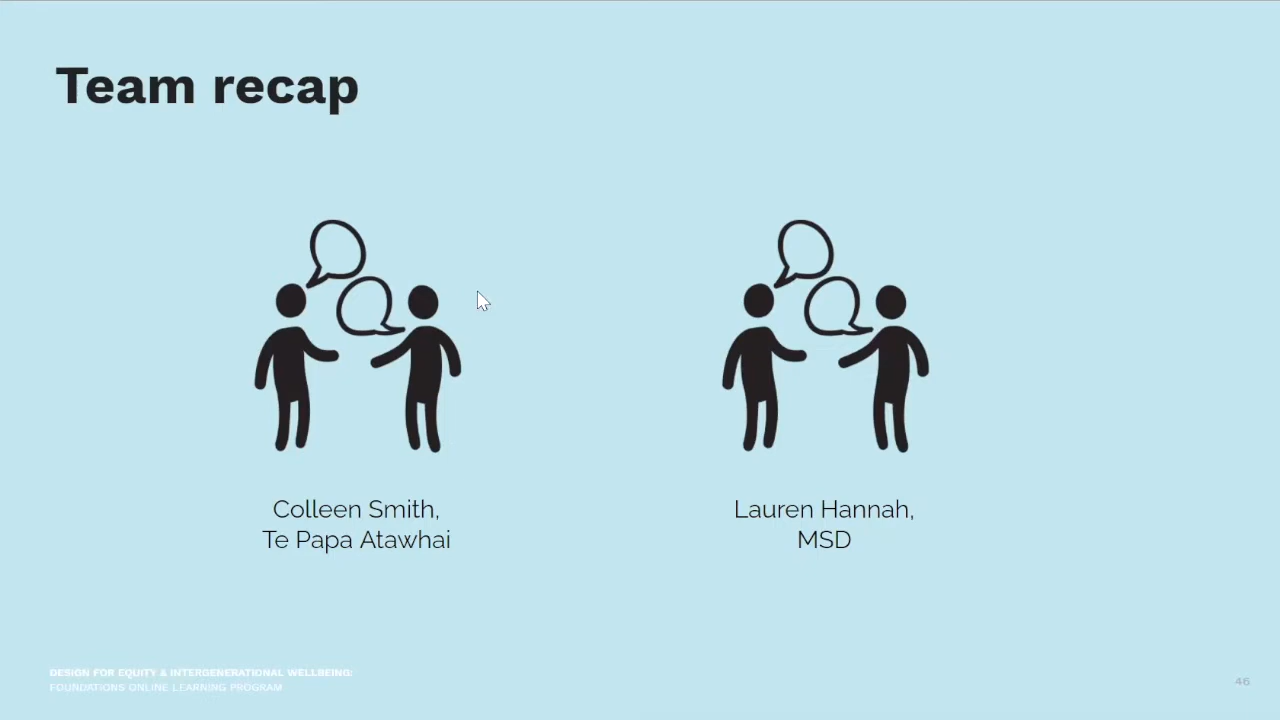 Team recap
Colleen Smith,
Te Papa Atawhai
Lauren Hannah,
MSD
DESIGN FOR EQUITY & INTERGENERATIONAL WELLBEING:
FOUNDATIONS ONLINE LEARNING PROGRAM
46